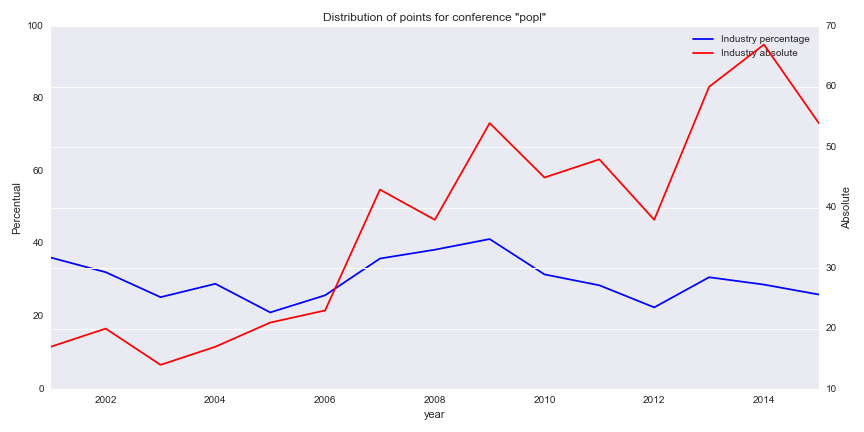 Distribution of points for conference "popl"
100
80
60
40
20
0
Percentual
70
60
50
40
30
20
10
Absolute
Industry percentage
Industry absolute
2002 2004 2006 2008 2010 2012 2014
year